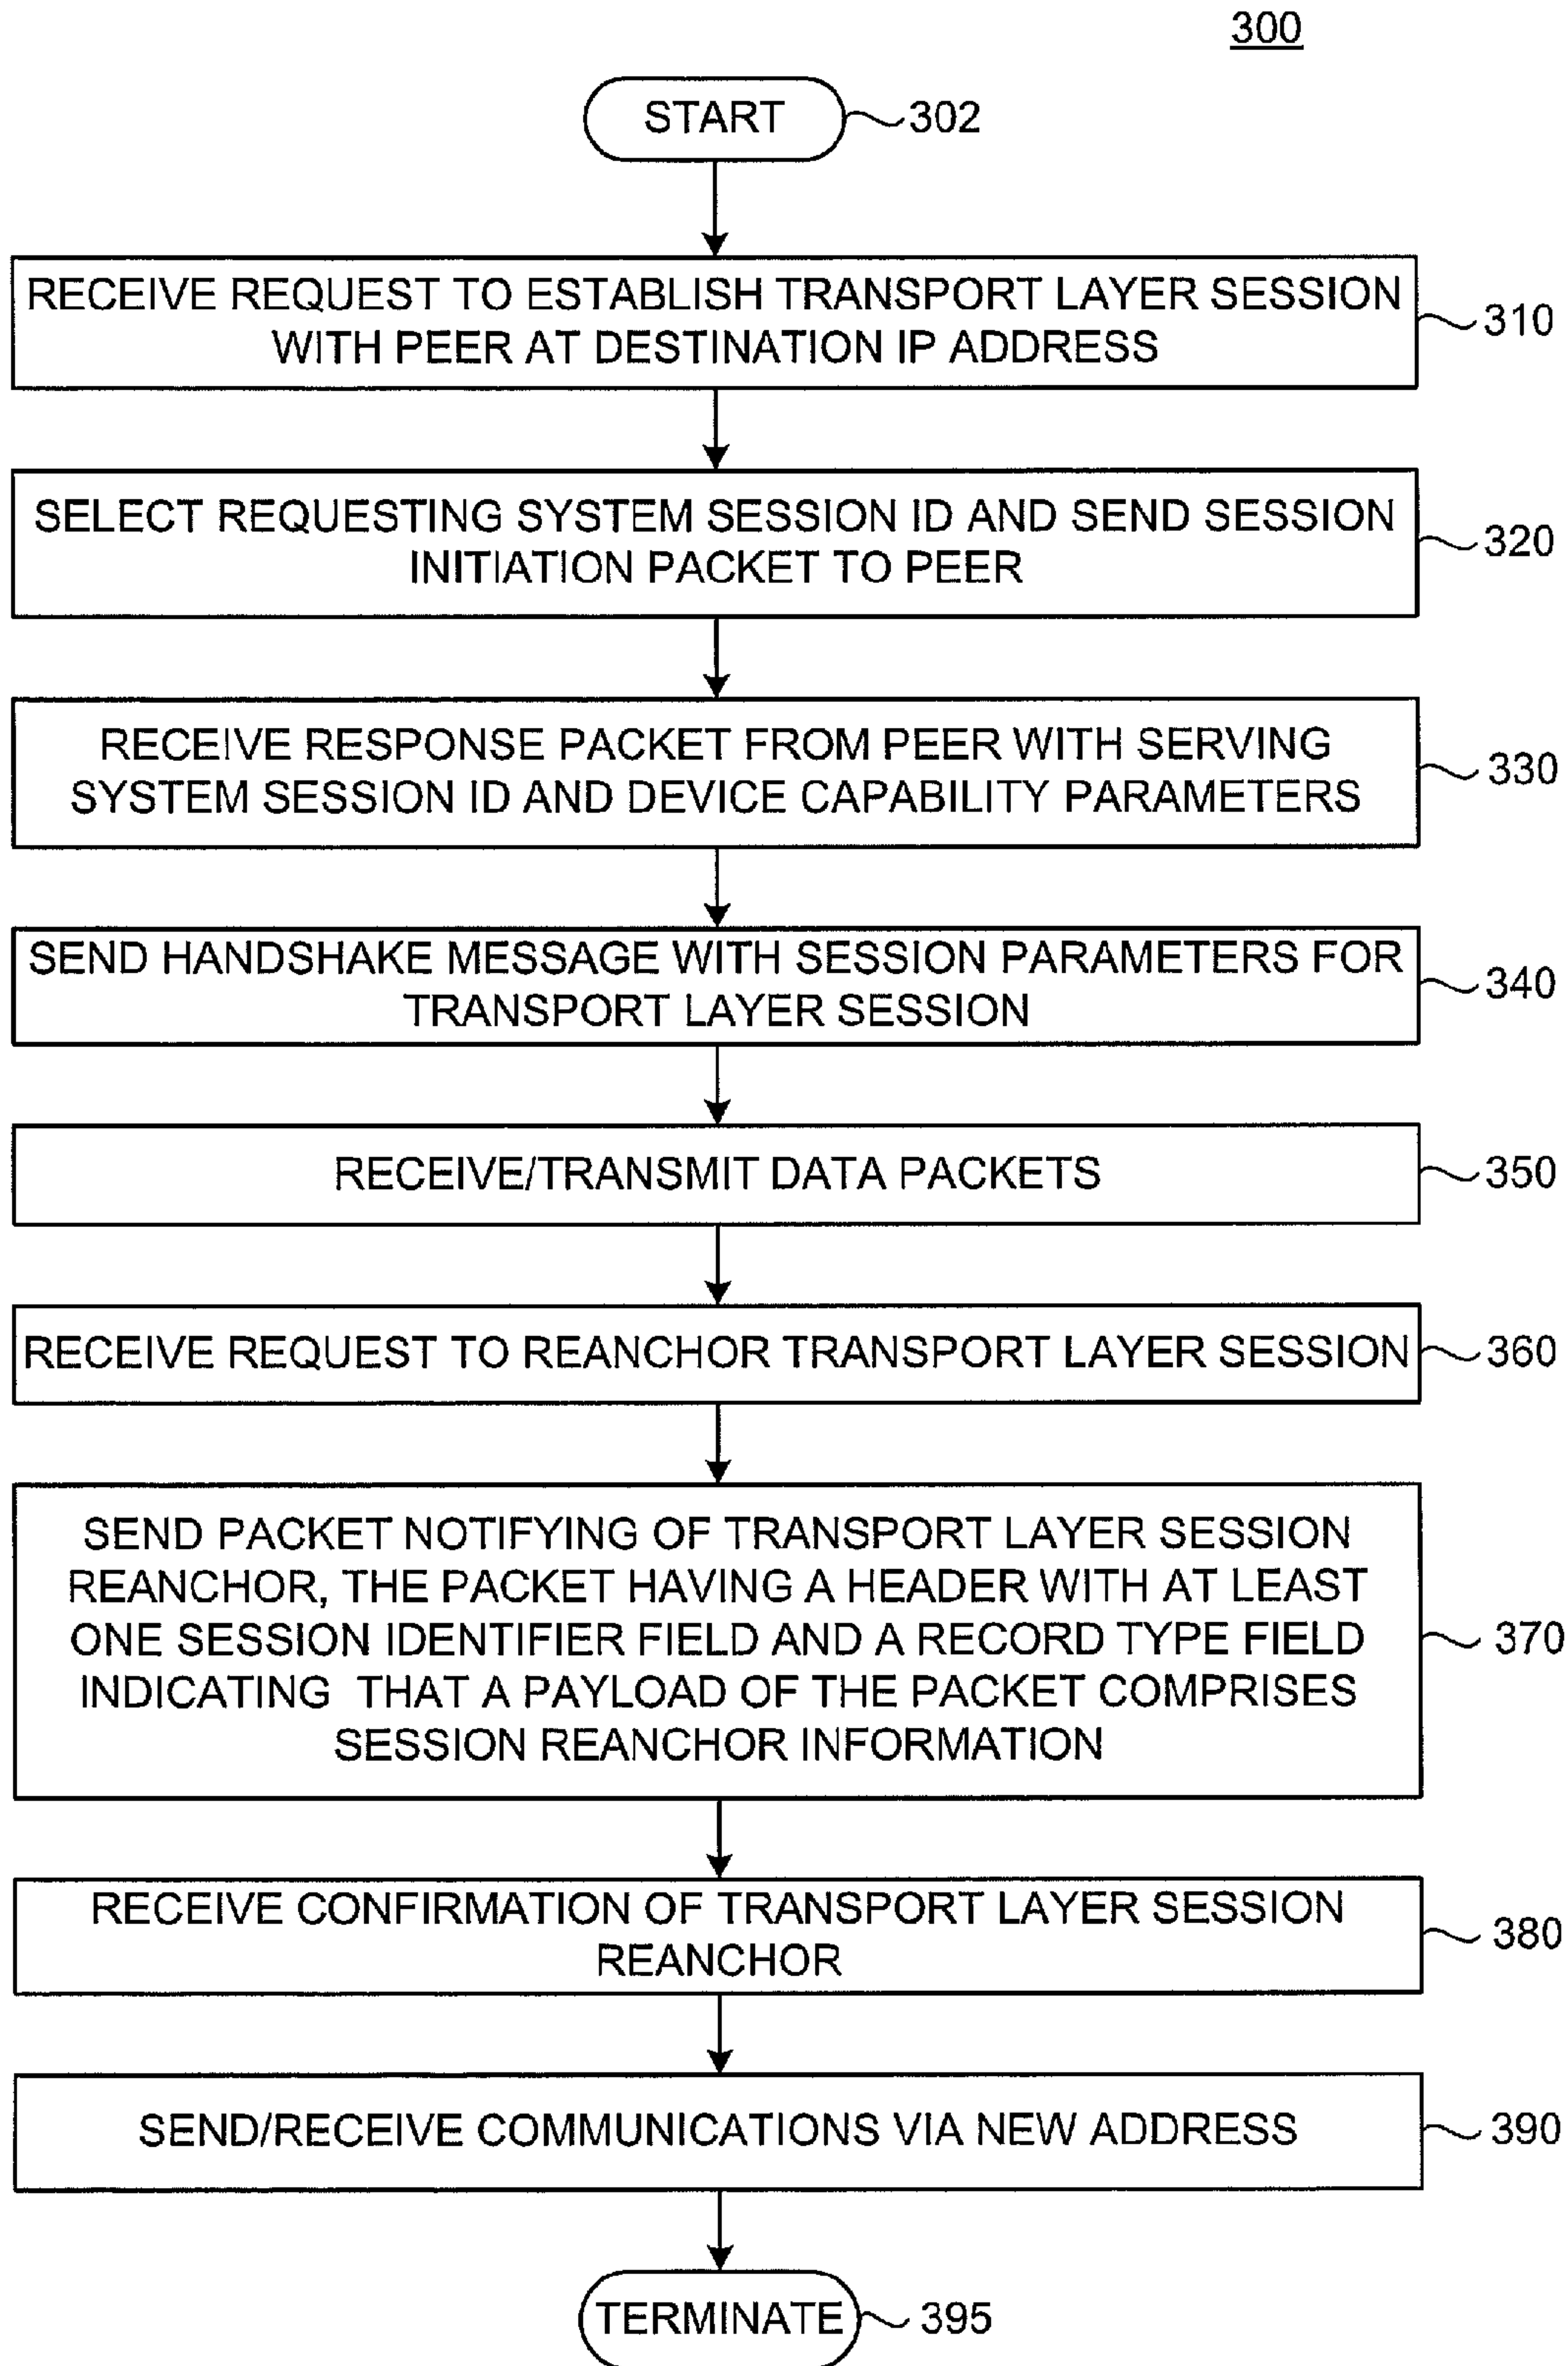 300
START
302
RECEIVE REQUEST TO ESTABLISH TRANSPORT LAYER SESSION
WITH PEER AT DESTINATION IP ADDRESS
310
SELECT REQUESTING SYSTEM SESSION ID AND SEND SESSION
INITIATION PACKET TO PEER
320
RECEIVE RESPONSE PACKET FROM PEER WITH SERVING
SYSTEM SESSION ID AND DEVICE CAPABILITY PARAMETERS
330
SEND HANDSHAKE MESSAGE WITH SESSION PARAMETERS FOR
TRANSPORT LAYER SESSION
340
RECEIVE/TRANSMIT DATA PACKETS
350
RECEIVE REQUEST TO REANCHOR TRANSPORT LAYER SESSION
360
SEND PACKET NOTIFYING OF TRANSPORT LAYER SESSION
REANCHOR, THE PACKET HAVING A HEADER WITH AT LEAST
ONE SESSION IDENTIFIER FIELD AND A RECORD TYPE FIELD
INDICATING THAT A PAYLOAD OF THE PACKET COMPRISES
SESSION REANCHOR INFORMATION
370
RECEIVE CONFIRMATION OF TRANSPORT LAYER SESSION
REANCHOR
380
SEND/RECEIVE COMMUNICATIONS VIA NEW ADDRESS
390
TERMINATE
395